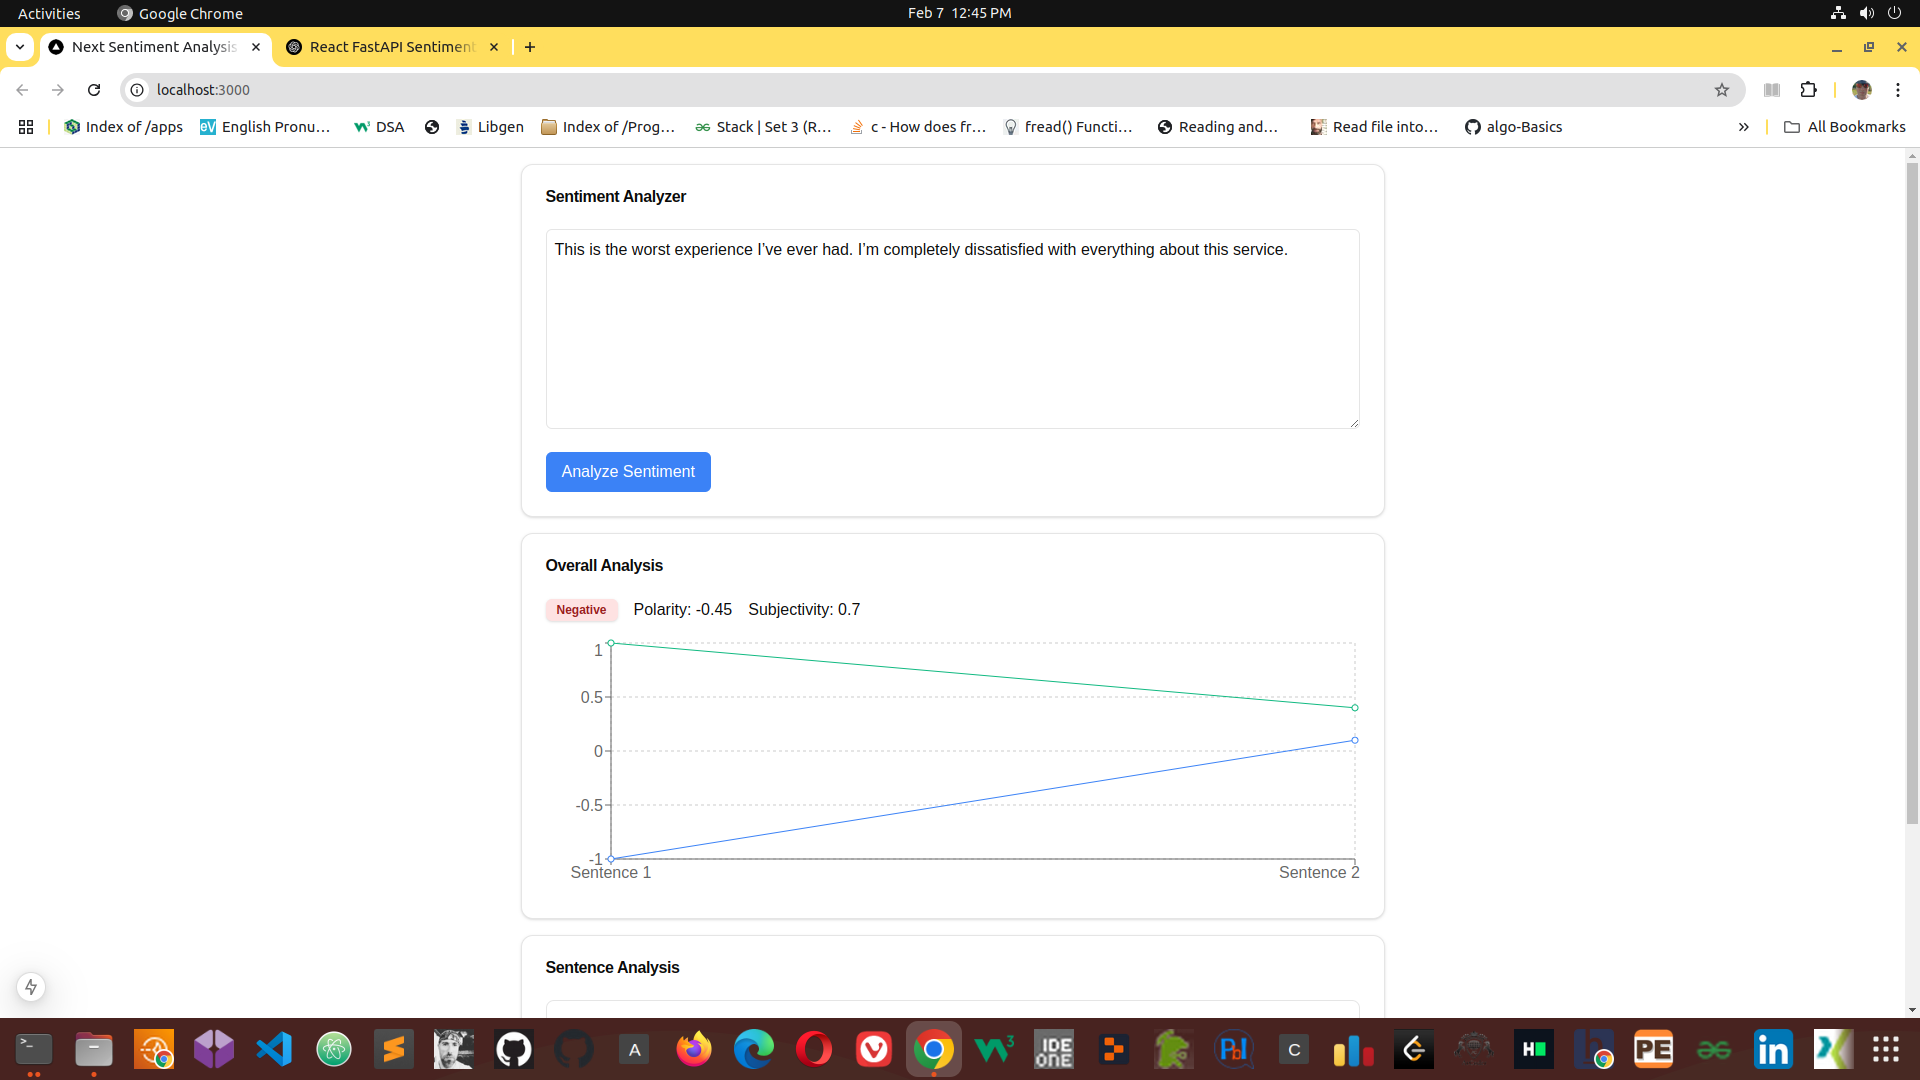 Activities
Google Chrome
Feb 7 12:45 PM
Next Sentiment Analysis
React FastAPI Sentiment
localhost:3000
Index of /apps
English Pronu...
DSA
Libgen
Index of /Prog...
Stack | Set 3 (R...
c - How does fr...
fread() Functi...
Reading and...
Read file into...
algo-Basics
All Bookmarks
Sentiment Analyzer
This is the worst experience I’ve ever had. I’m completely dissatisfied with everything about this service.
Analyze Sentiment
Overall Analysis
Negative Polarity: -0.45 Subjectivity: 0.7
1
0.5
0
-0.5
-1
Sentence 1 Sentence 2
Sentence Analysis
A
W3
IDE
ONE
C
PE
in